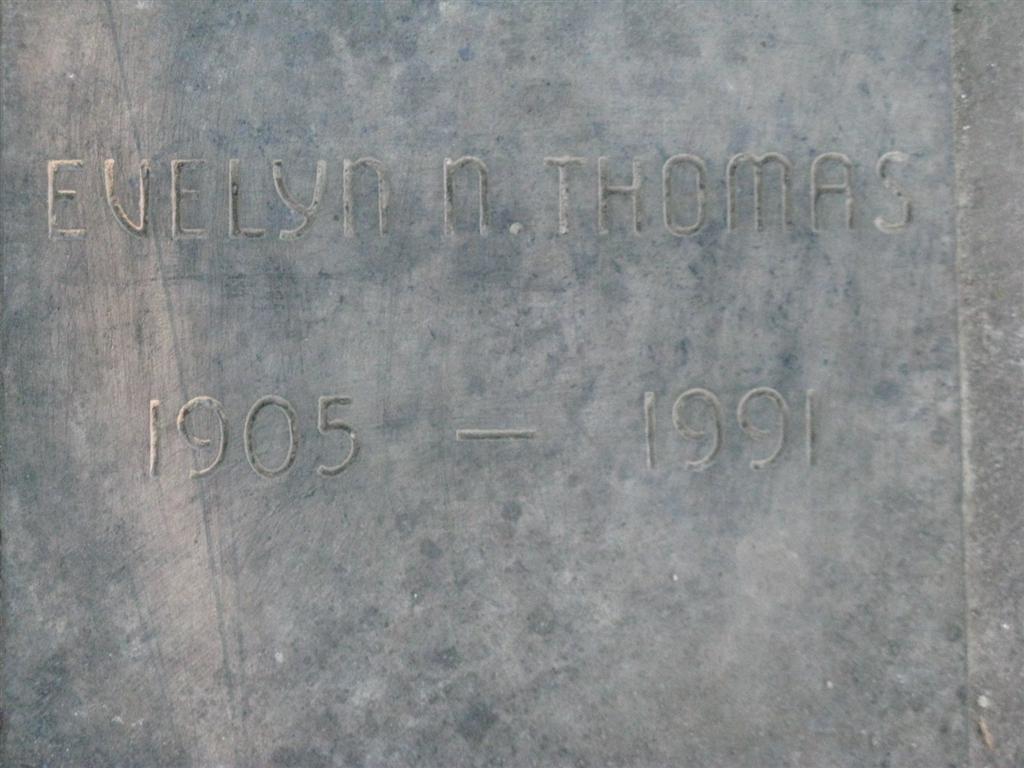 EVELYN N. THOMAS
1905 — 1991